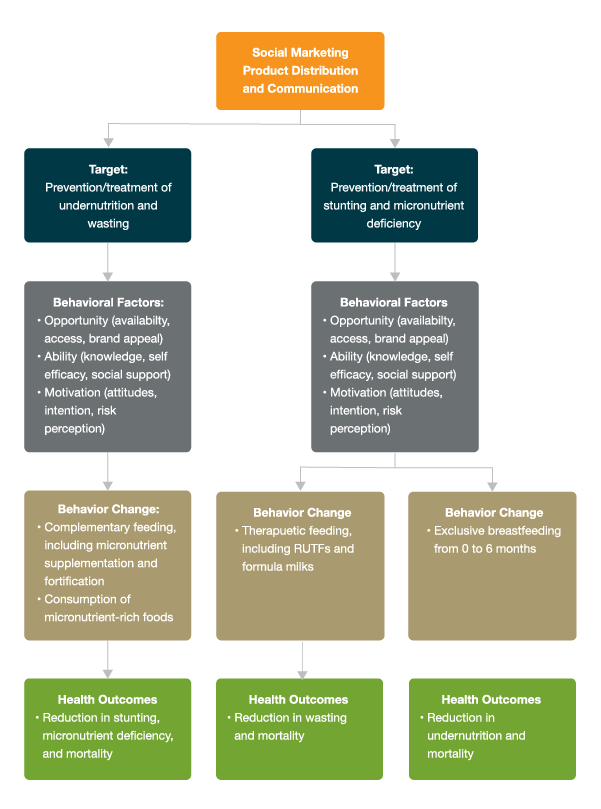 Social Marketing
Product Distribution
and Communication
Target:
Prevention/treatment of
undernutrition and
wasting
Target:
Prevention/treatment of
stunting and micronutrient
deficiency
Behavioral Factors:
• Opportunity (availabilty,
access, brand appeal)
• Ability (knowledge, self
efficacy, social support)
• Motivation (attitudes,
intention, risk
perception)
Behavioral Factors
• Opportunity (availabilty,
access, brand appeal)
• Ability (knowledge, self
efficacy, social support)
• Motivation (attitudes,
intention, risk
perception)
Behavior Change:
• Complementary feeding,
including micronutrient
supplementation and
fortification
• Consumption of
micronutrient-rich foods
Behavior Change
• Therapuetic feeding,
including RUTFs and
formula milks
Behavior Change
• Exclusive breastfeeding
from 0 to 6 months
Health Outcomes
• Reduction in stunting,
micronutrient deficiency,
and mortality
Health Outcomes
• Reduction in wasting
and mortality
Health Outcomes
• Reduction in
undernutrition and
mortality